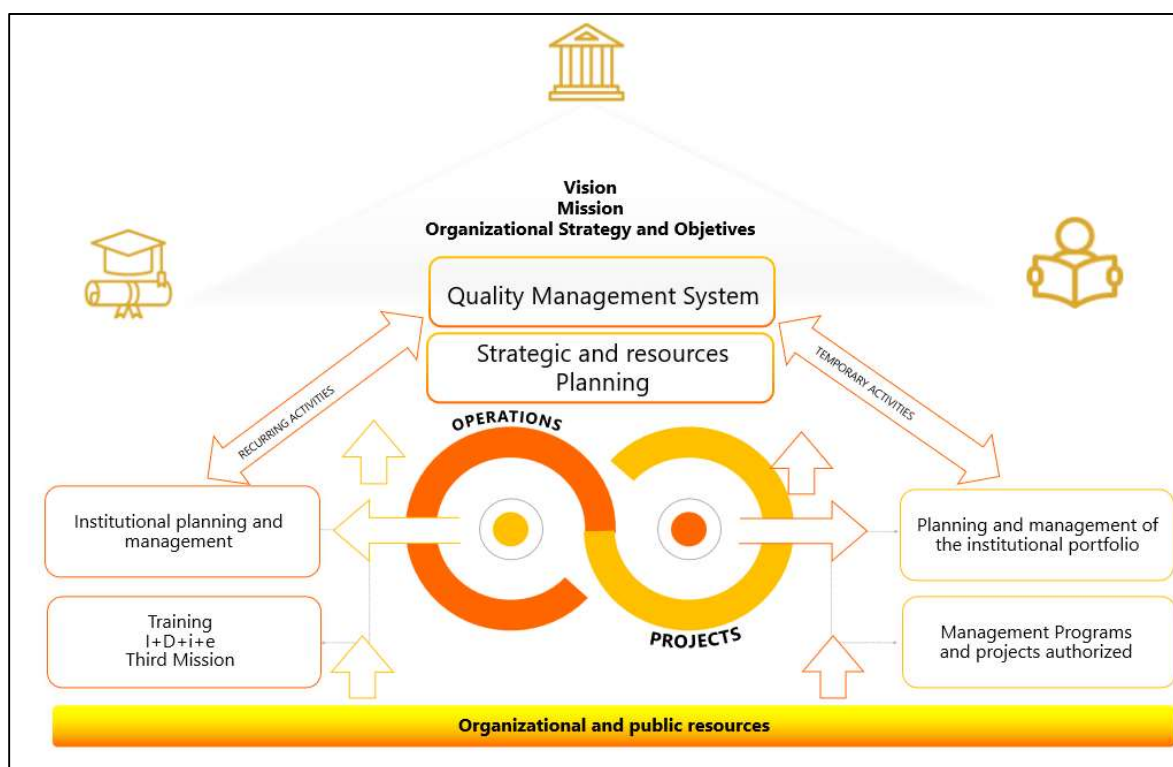 Vision
Mission
Organizational Strategy and Objetives
Quality Management System
Strategic and resources
Planning
RECURRING ACTIVITIES
TEMPORARY ACTIVITIES
OPERATIONS
Institutional planning and
management
Planning and management of
the institutional portfolio
Training
I+D+i+e
Third Mission
PROJECTS
Management Programs
and projects authorized
Organizational and public resources